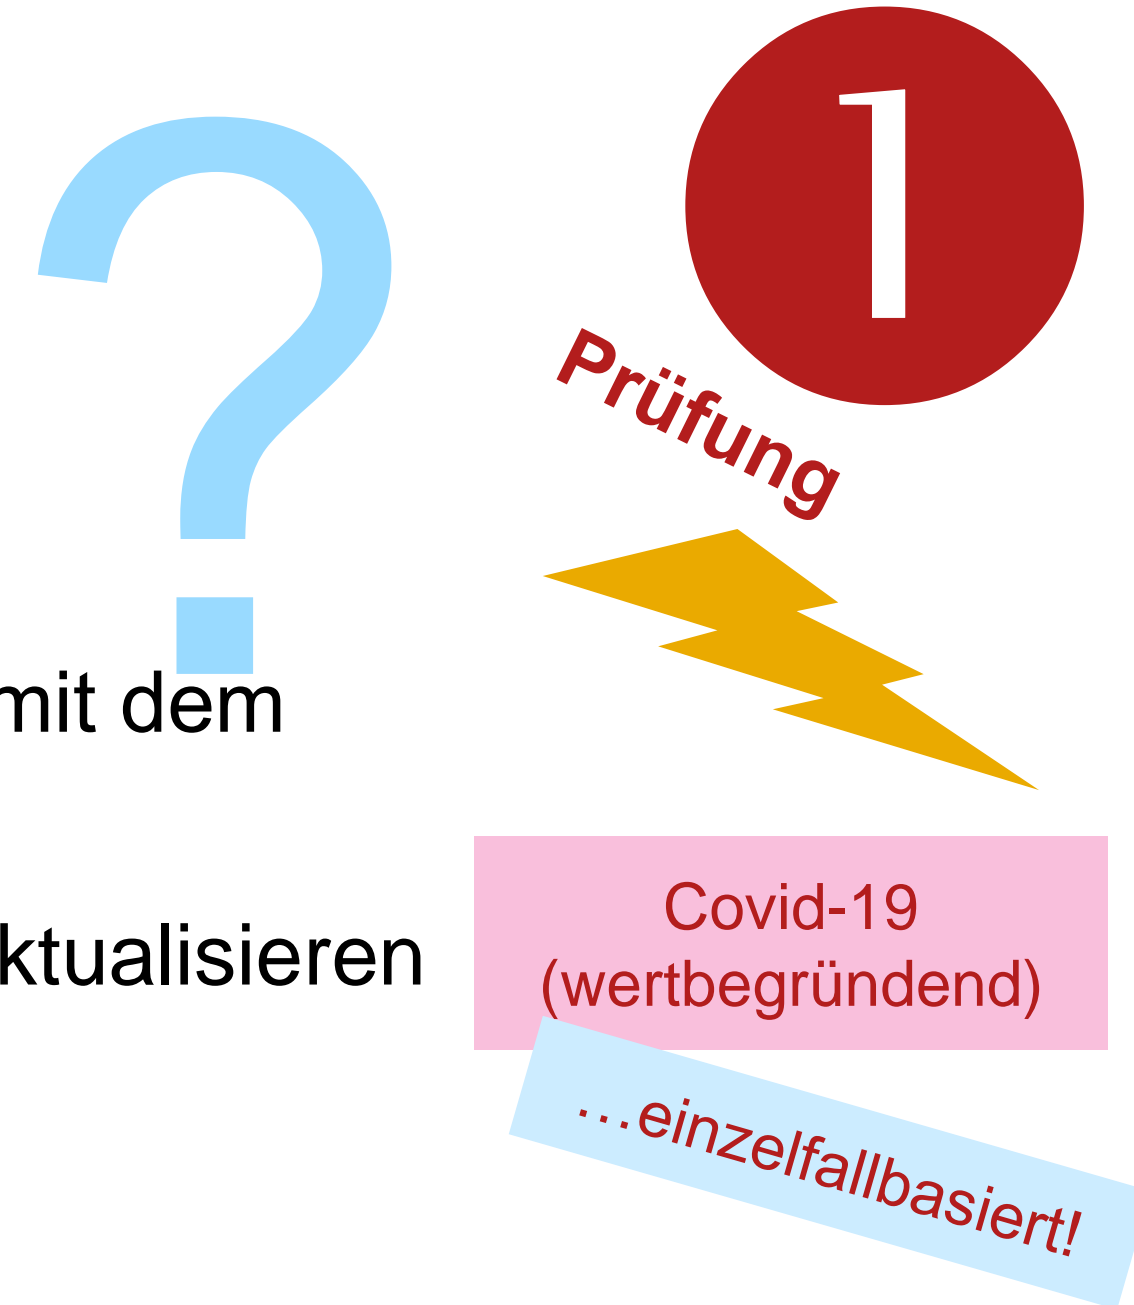 ?
1
Prüfung
mit dem
ktualisieren
Covid-19
(wertbegründend)
…einzelfallbasiert!